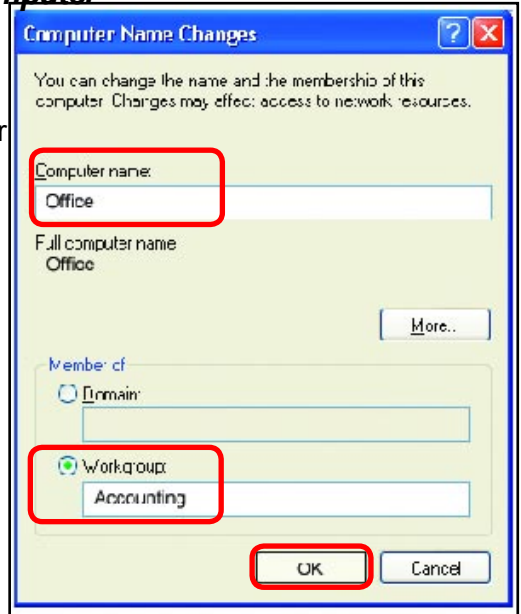 Computer Name Changes
You can change the name and the membership of this
computer. Changes may affect access to network resources.
r
Computer name:
Office
Full computer name
Office
More..
Member of
Domain:
Workgroup:
Accounting
OK
Cancel